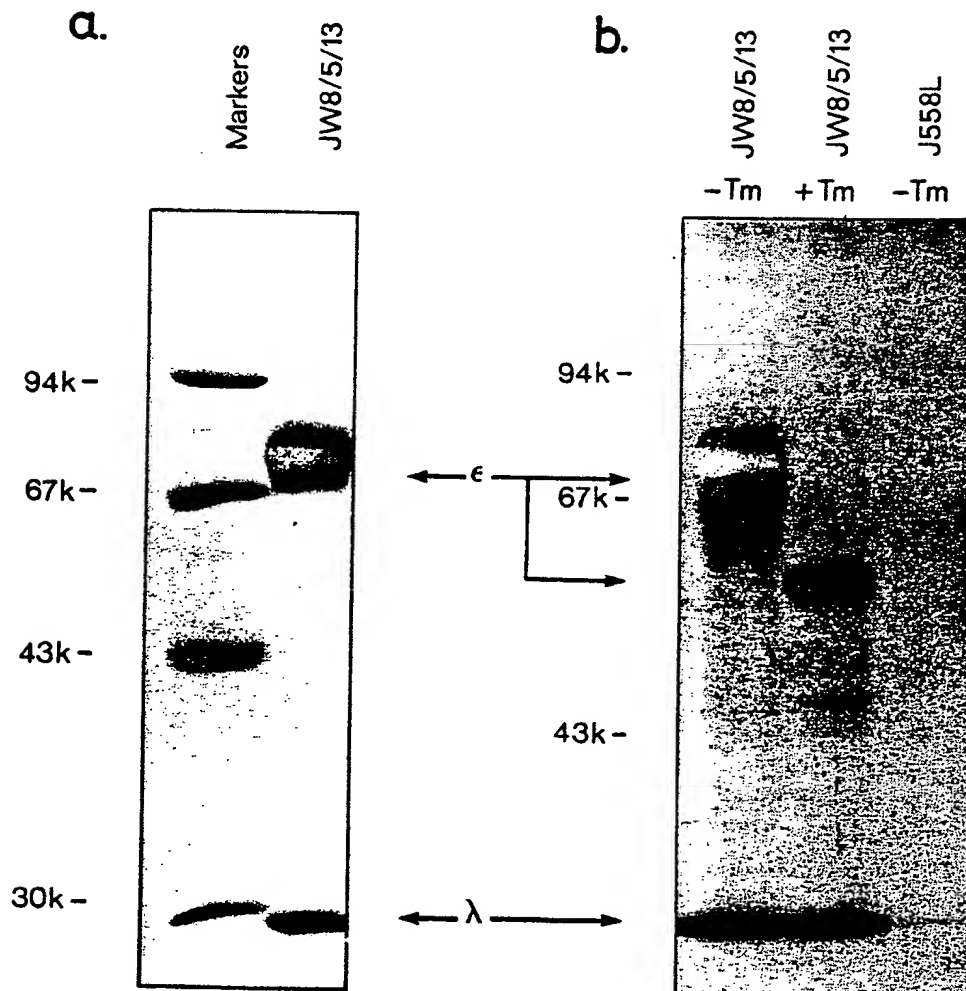 a.
Markers
JW8/5/13
94k -
67k -
43k -
30k -
ϵ
λ
b.
JW8/5/13
JW8/5/13
J558L
-Tm
+Tm
-Tm
94k -
67k -
43k -